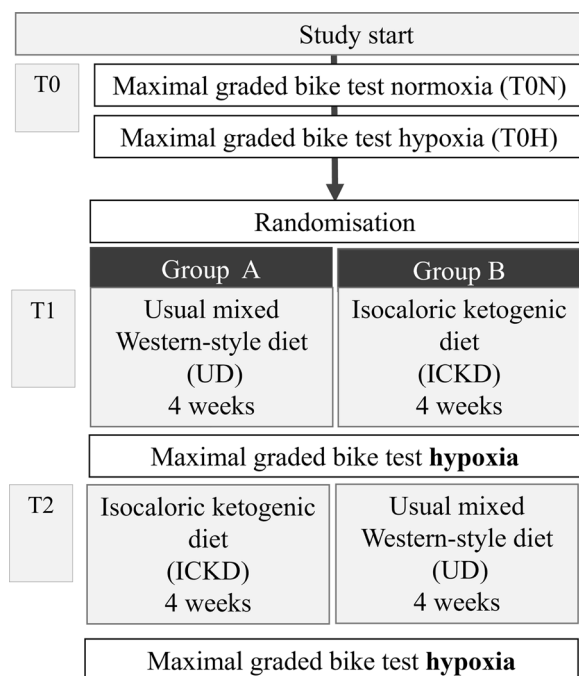 Study start
T0
Maximal graded bike test normoxia (T0N)
Maximal graded bike test hypoxia (T0H)
Randomisation
Group A
Group B
T1
Usual mixed
Western-style diet
(UD)
4 weeks
Isocaloric ketogenic
diet
(ICKD)
4 weeks
Maximal graded bike test hypoxia
T2
Isocaloric ketogenic
diet
(ICKD)
4 weeks
Usual mixed
Western-style diet
(UD)
4 weeks
Maximal graded bike test hypoxia